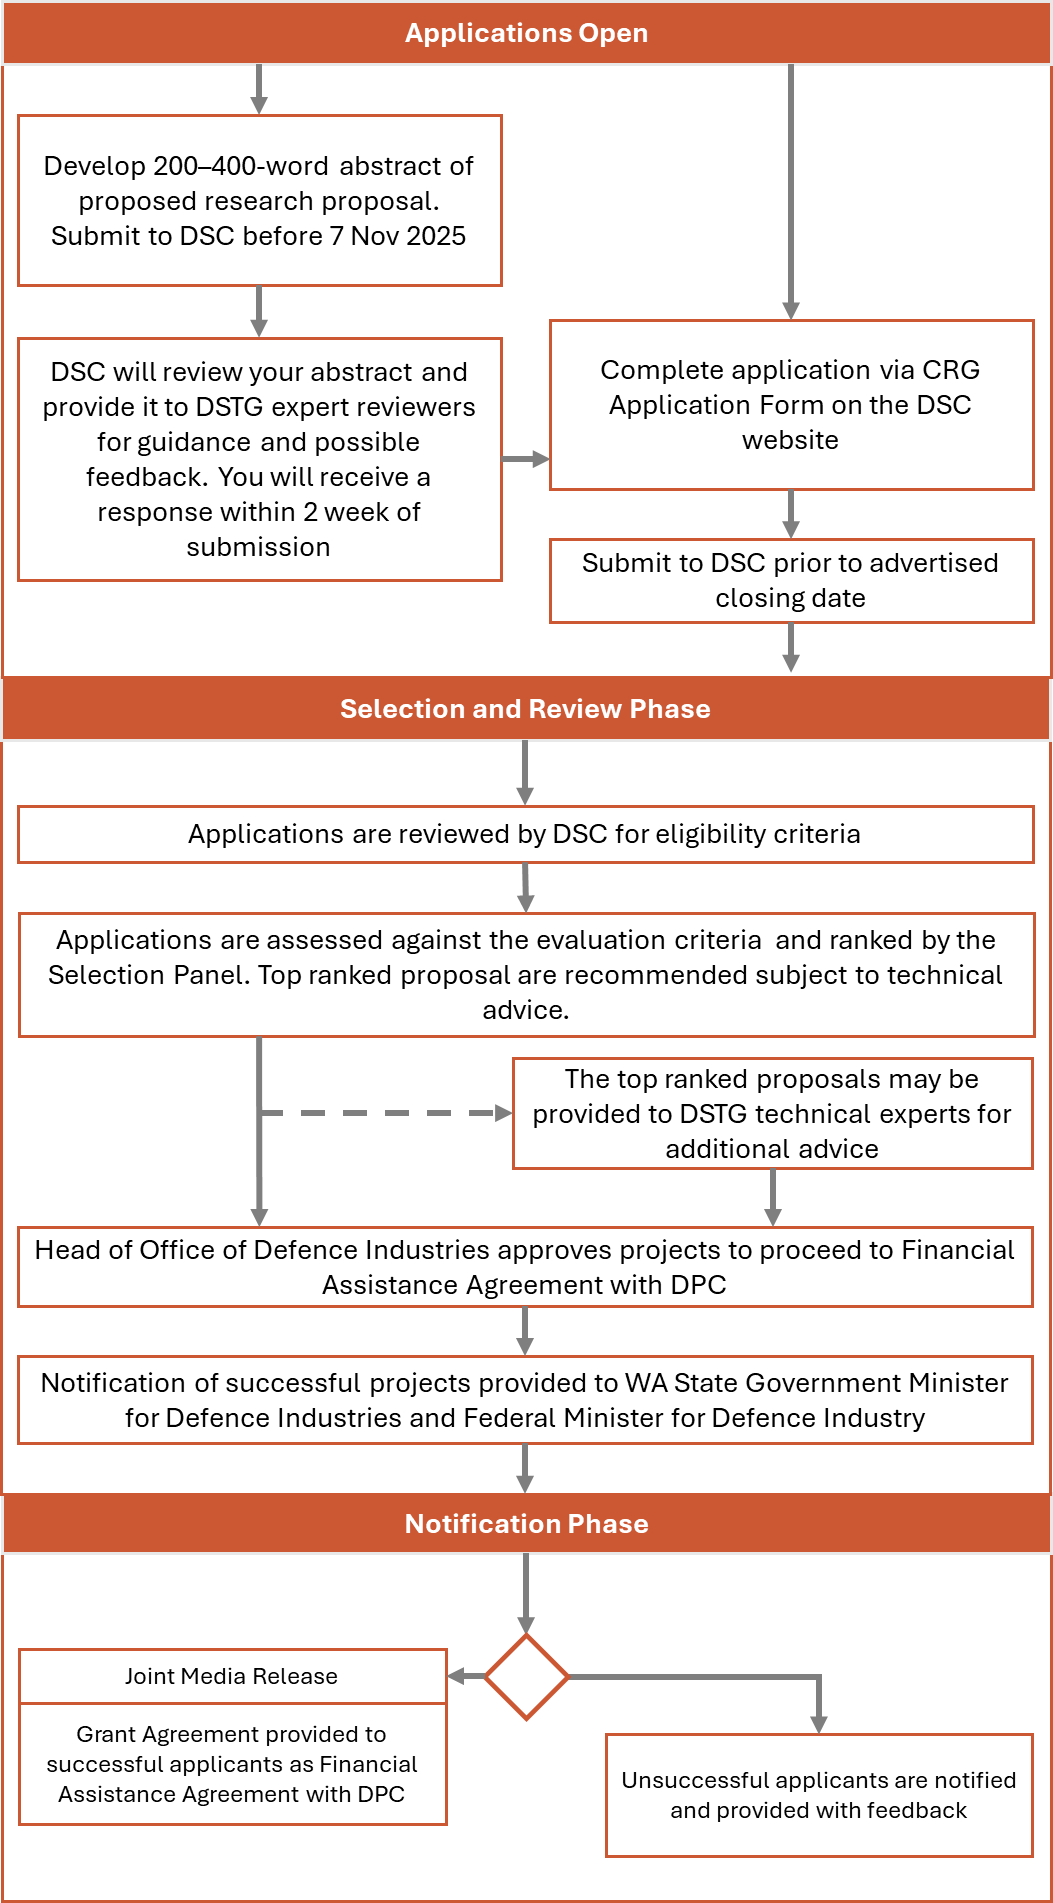 Applications Open
Develop 200–400-word abstract of
proposed research proposal.
Submit to DSC before 7 Nov 2025
DSC will review your abstract and
provide it to DSTG expert reviewers
for guidance and possible
feedback. You will receive a
response within 2 week of
submission
Complete application via CRG
Application Form on the DSC
website
Submit to DSC prior to advertised
closing date
Selection and Review Phase
Applications are reviewed by DSC for eligibility criteria
Applications are assessed against the evaluation criteria and ranked by the
Selection Panel. Top ranked proposal are recommended subject to technical
advice.
The top ranked proposals may be
provided to DSTG technical experts for
additional advice
Head of Office of Defence Industries approves projects to proceed to Financial
Assistance Agreement with DPC
Notification of successful projects provided to WA State Government Minister
for Defence Industries and Federal Minister for Defence Industry
Notification Phase
Joint Media Release
Grant Agreement provided to
successful applicants as Financial
Assistance Agreement with DPC
Unsuccessful applicants are notified
and provided with feedback